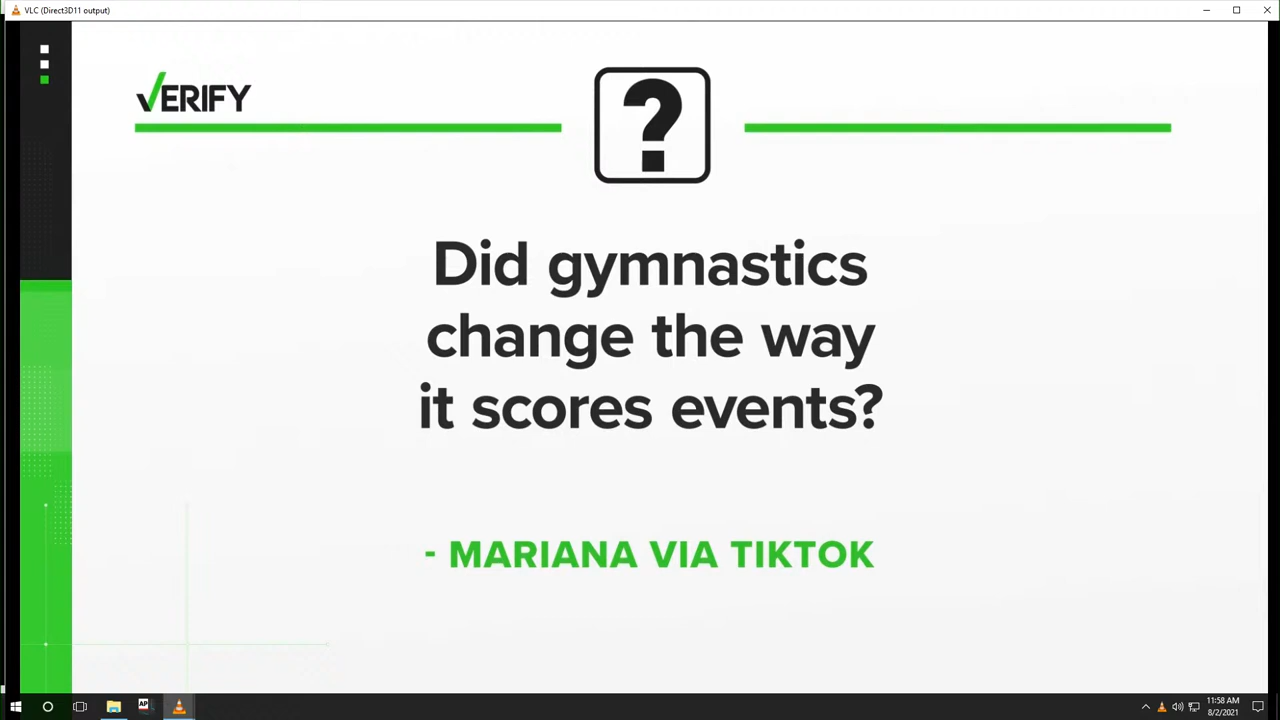 VLC (Direct3D11 output)
VERIFY
?
Did gymnastics
change the way
it scores events?
- MARIANA VIA TIKTOK
AP
11:58 AM
8/2/2021